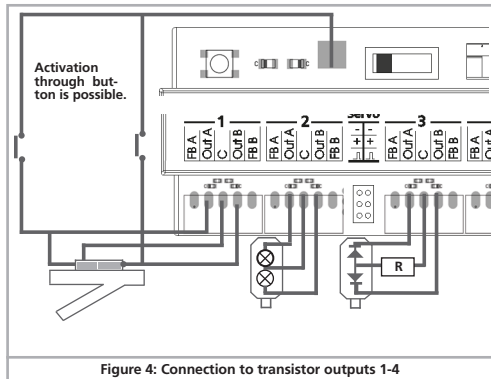 Activation
through but-
ton is possible.
1
2
servo
3
FB A
Out A
C
Out B
FB B
FB A
Out A
C
Out B
FB B
- -
+ +
FB A
Out A
C
Out B
FB B
FB A
Out A
R
Figure 4: Connection to transistor outputs 1-4